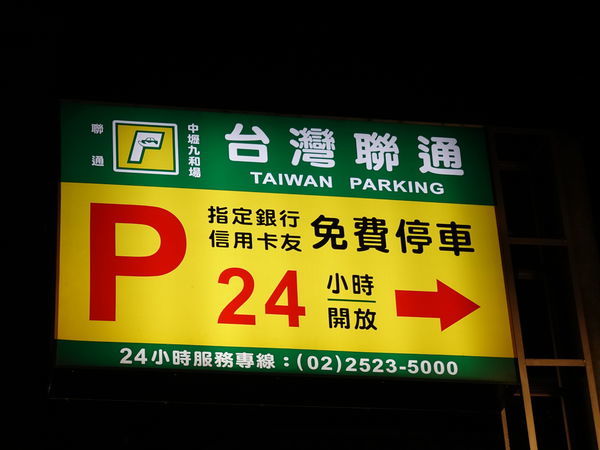 聯通
中壢九和場
台灣聯通
TAIWAN PARKING
P
指定銀行
信用卡友
免費停車
24
小時
開放
24小時服務專線：(02)2523-5000